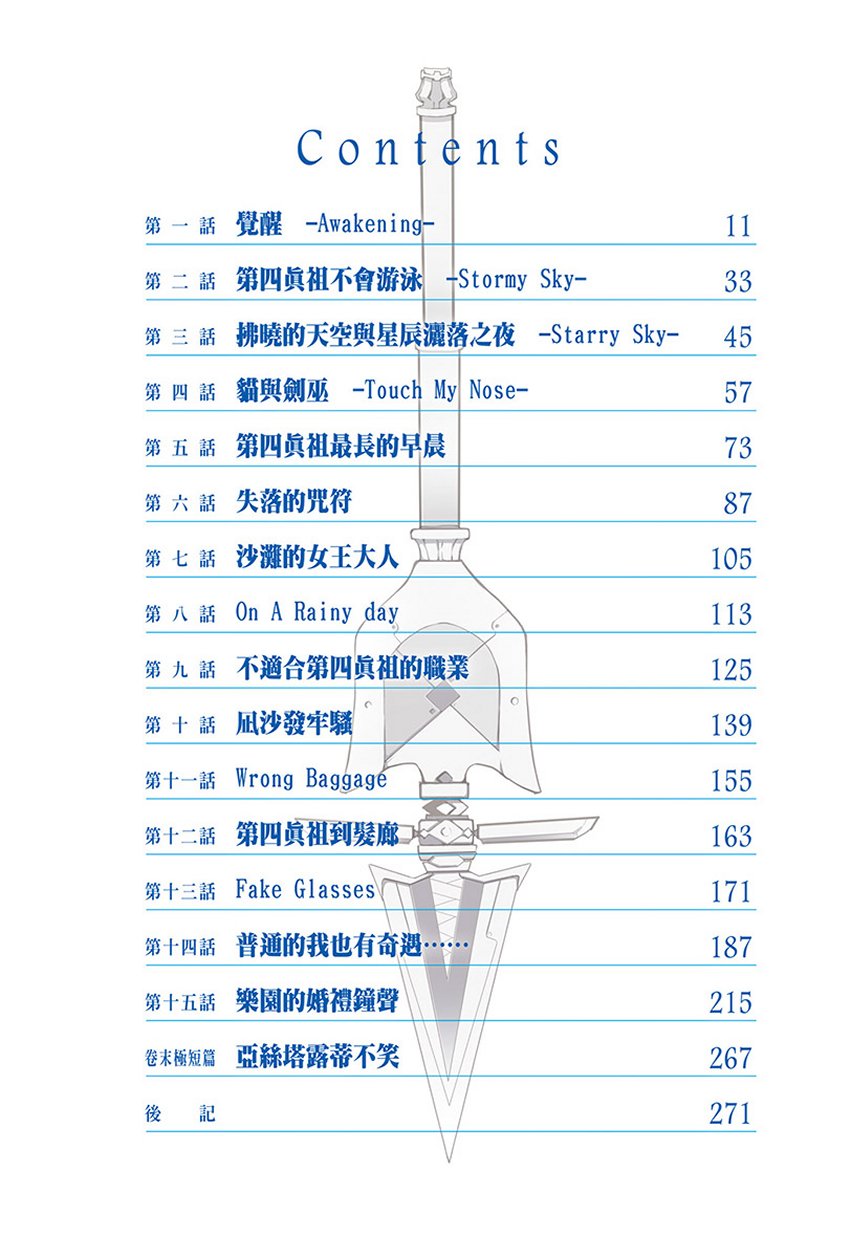 Contents
第一話 覺醒 −Awakening− 11
第二話 第四眞祖不會游泳 −Stormy Sky− 33
第三話 拂曉的天空與星辰灑落之夜 −Starry Sky− 45
第四話 貓與劍巫 −Touch My Nose− 57
第五話 第四眞祖最長的早晨 73
第六話 失落的咒符 87
第七話 沙灘的女王大人 105
第八話 On A Rainy day 113
第九話 不適合第四眞祖的職業 125
第十話 凪沙發牢騷 139
第十一話 Wrong Baggage 155
第十二話 第四眞祖到髮廊 163
第十三話 Fake Glasses 171
第十四話 普通的我也有奇遇…… 187
第十五話 樂園的婚禮鐘聲 215
卷末極短篇 亞絲塔露蒂不笑 267
後記 271